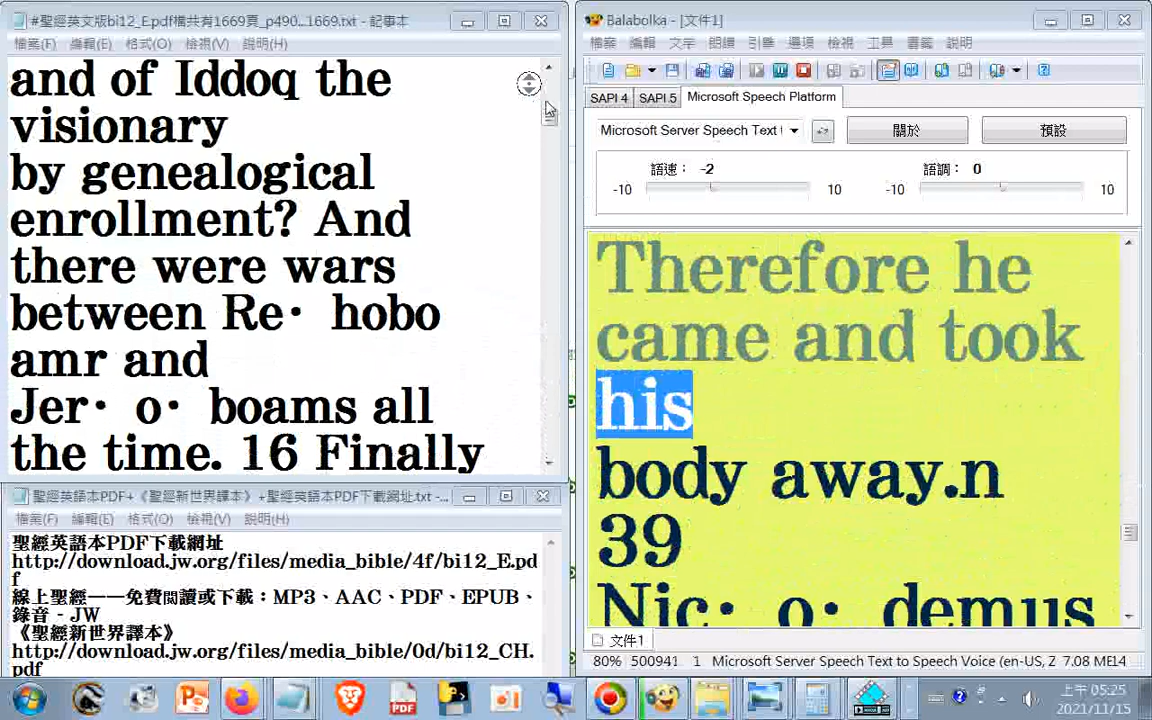 #聖經英文版bi12_E.pdf檔共有1669頁_p490..._1669.txt - 記事本
檔案(F) 編輯(E) 格式(O) 檢視(V) 說明(H)
and of Iddoq the
visionary
by genealogical
enrollment? And
there were wars
between Re· hobo
amr and
Jer· o· boams all
the time. 16 Finally
聖經英語本PDF+《聖經新世界譯本》+聖經英語本PDF下載網址.txt -...
檔案(F) 編輯(E) 格式(O) 檢視(V) 說明(H)
聖經英語本PDF下載網址
http://download.jw.org/files/media_bible/4f/bi12_E.pd
f
線上聖經——免費閱讀或下載：MP3、AAC、PDF、EPUB、
錄音 - JW
《聖經新世界譯本》
http://download.jw.org/files/media_bible/0d/bi12_CH.
pdf
Balabolka - [文件1]
檔案 編輯 文字 朗讀 引擎 選項 檢視 工具 書籤 說明
SAPI 4 SAPI 5 Microsoft Speech Platform
Microsoft Server Speech Text 關於 預設
語速： -2 語調： 0
-10 10 -10 10
Therefore he
came and took
his
body away.n
39
Nic· o· demus
文件1
80% 500941 1 Microsoft Server Speech Text to Speech Voice (en-US, Z 7.08 ME14
上午 05:25
2021/11/15